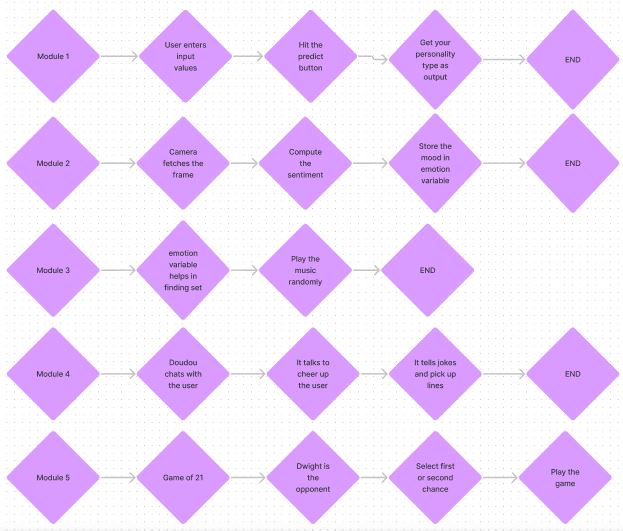 Module 1
User enters
input
values
Hit the
predict
button
Get your
personality
type as
output
END
Module 2
Camera
fetches the
frame
Compute
the
sentiment
Store the
mood in
emotion
variable
END
Module 3
emotion
variable
helps in
finding set
Play the
music
randomly
END
Module 4
Doudou
chats with
the user
It talks to
cheer up
the user
It tells jokes
and pick up
lines
END
Module 5
Game of 21
Dwight is
the
opponent
Select first
or second
chance
Play the
game